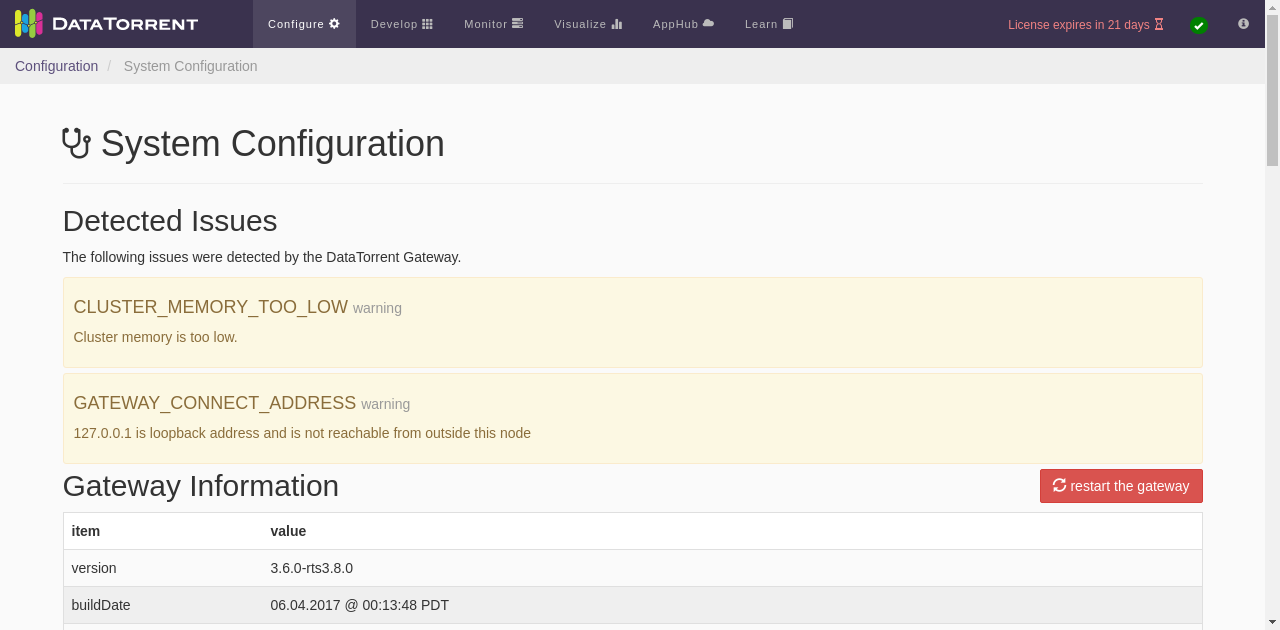 DATATORRENT
Configure
Develop
Monitor
Visualize
AppHub
Learn
License expires in 21 days
Configuration / System Configuration
System Configuration
Detected Issues
The following issues were detected by the DataTorrent Gateway.
CLUSTER_MEMORY_TOO_LOW warning
Cluster memory is too low.
GATEWAY_CONNECT_ADDRESS warning
127.0.0.1 is loopback address and is not reachable from outside this node
Gateway Information
restart the gateway
item value
version 3.6.0-rts3.8.0
buildDate 06.04.2017 @ 00:13:48 PDT